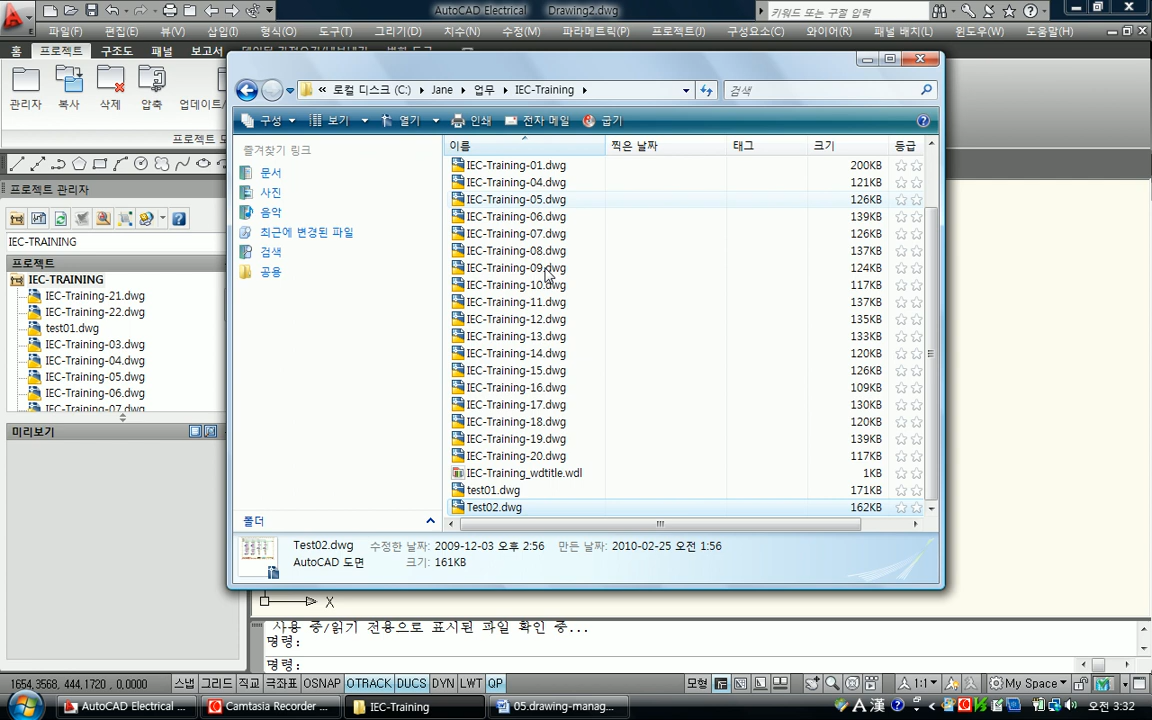 AutoCAD Electrical Drawing2.dwg
키워드 또는 구절 입력
파일(F) 편집(E) 뷰(V) 삽입(I) 형식(O) 도구(T) 그리기(D) 치수(N) 수정(M) 파라메트릭(P) 프로젝트(J) 구성요소(C) 와이어(R) 패널 배치(L) 윈도우(W) 도움말(H)
홈 프로젝트 구조도 패널 보고서
관리자 복사 삭제 압축
프로젝트
프로젝트 관리자
IEC-TRAINING
프로젝트
IEC-TRAINING
IEC-Training-21.dwg
IEC-Training-22.dwg
test01.dwg
IEC-Training-03.dwg
IEC-Training-04.dwg
IEC-Training-05.dwg
IEC-Training-06.dwg
IEC-Training-07.dwg
미리보기
« 로컬 디스크 (C:) Jane 업무 IEC-Training
검색
구성 보기 열기 인쇄 전자 메일 굽기
즐겨찾기 링크
문서
사진
음악
최근에 변경된 파일
검색
공용
폴더
이름 찍은 날짜 태그 크기 등급
IEC-Training-01.dwg 200KB
IEC-Training-04.dwg 121KB
IEC-Training-05.dwg 126KB
IEC-Training-06.dwg 139KB
IEC-Training-07.dwg 126KB
IEC-Training-08.dwg 137KB
IEC-Training-09.dwg 124KB
IEC-Training-10.dwg 117KB
IEC-Training-11.dwg 137KB
IEC-Training-12.dwg 135KB
IEC-Training-13.dwg 133KB
IEC-Training-14.dwg 120KB
IEC-Training-15.dwg 126KB
IEC-Training-16.dwg 109KB
IEC-Training-17.dwg 130KB
IEC-Training-18.dwg 120KB
IEC-Training-19.dwg 139KB
IEC-Training-20.dwg 117KB
IEC-Training_wdtitle.wdl 1KB
test01.dwg 171KB
Test02.dwg 162KB
Test02.dwg 수정한 날짜: 2009-12-03 오후 2:56 만든 날짜: 2010-02-25 오전 1:56
AutoCAD 도면 크기: 161KB
X
사용 중/읽기 전용으로 표시된 파일 확인 중...
명령:
명령:
1654,3568, 444,1720 , 0,0000 스냅 그리드 직교 극좌표 OSNAP OTRACK DUCS DYN LWT QP 모형 1:1 My Space
AutoCAD Electrical ... Camtasia Recorder ... IEC-Training 05.drawing-manag... A 漢 오전 3:32